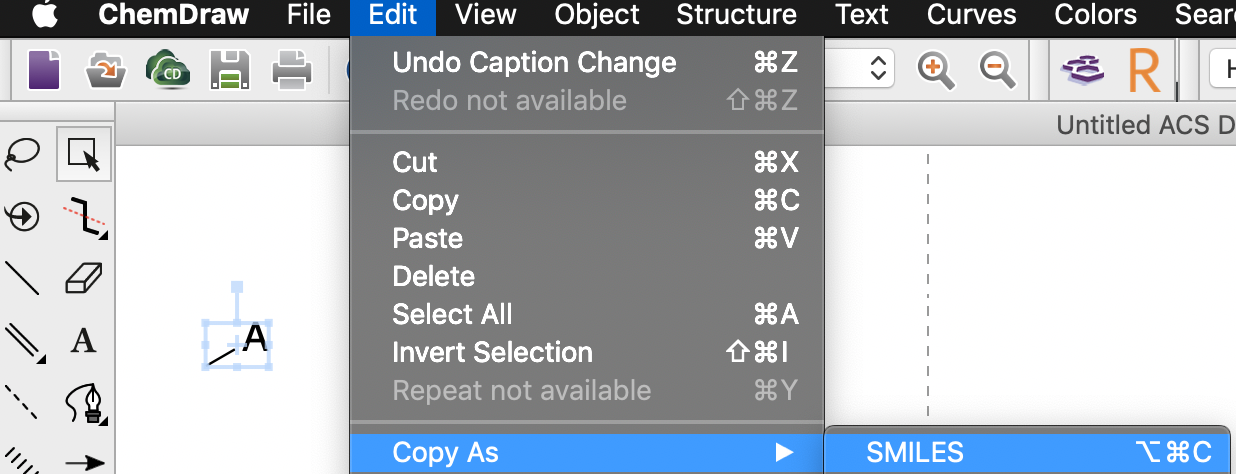 ChemDraw File Edit View Object Structure Text Curves Colors Sear
CD
R
H
Undo Caption Change ⌘Z
Redo not available ⇧⌘Z
Untitled ACS D
Cut ⌘X
Copy ⌘C
Paste ⌘V
Delete
Select All ⌘A
A
A
Invert Selection ⇧⌘I
Repeat not available ⌘Y
Copy As ▶ SMILES ⌥⌘C